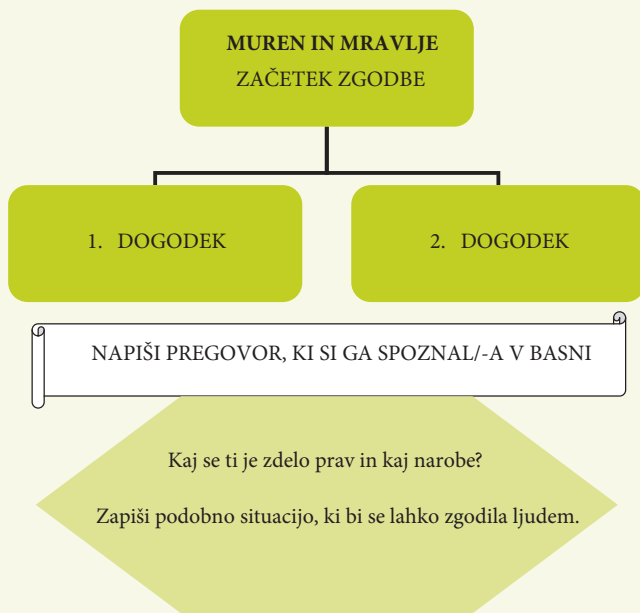 MUREN IN MRAVLJE
ZAČETEK ZGODBE
1. DOGODEK
2. DOGODEK
NAPIŠI PREGOVOR, KI SI GA SPOZNAL/-A V BASNI
Kaj se ti je zdelo prav in kaj narobe?
Zapiši podobno situacijo, ki bi se lahko zgodila ljudem.